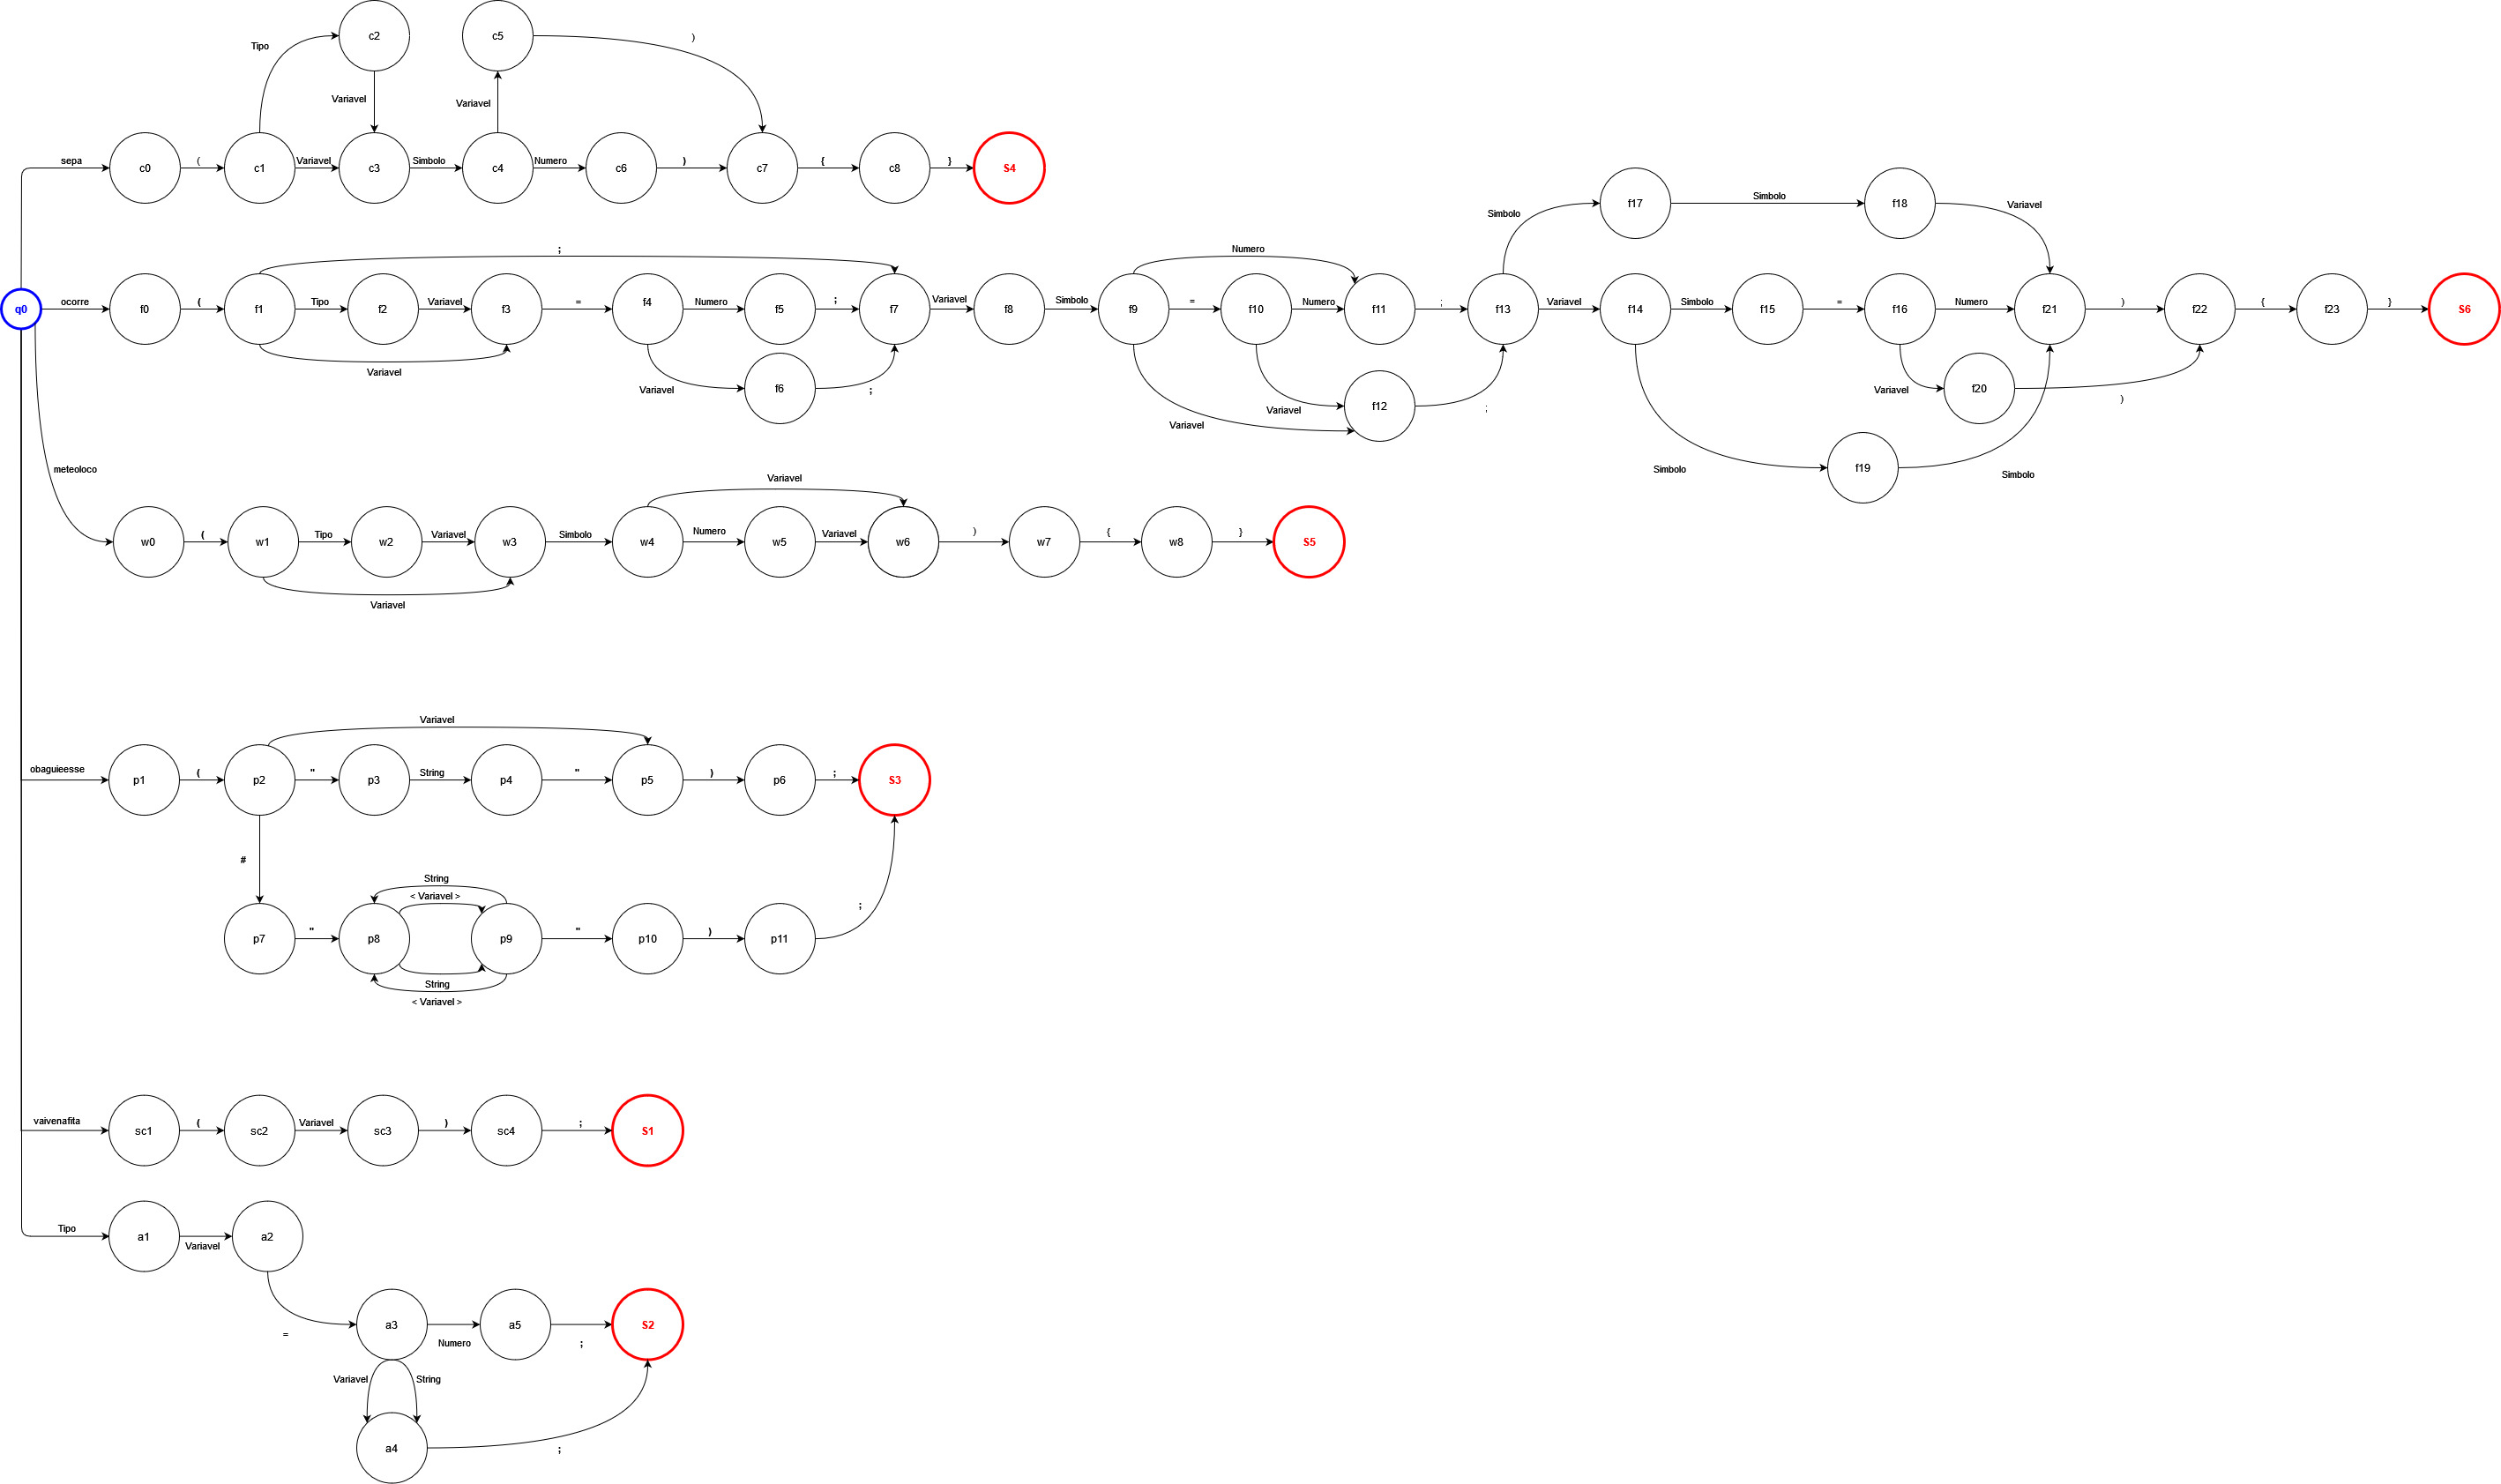 c2
c5
)
Tipo
Variavel
Variavel
sepa
c0
(
c1
Variavel
c3
Simbolo
c4
Numero
c6
)
c7
{
c8
}
S4
f17
Simbolo
f18
Simbolo
Variavel
;
Numero
q0
ocorre
f0
(
f1
Tipo
f2
Variavel
f3
=
f4
Numero
f5
;
f7
Variavel
f8
Simbolo
f9
=
f10
Numero
f11
;
f13
Variavel
f14
Simbolo
f15
=
f16
Numero
f21
)
f22
{
f23
}
S6
Variavel
Variavel
f6
;
Variavel
Variavel
f12
;
Variavel
f20
)
meteoloco
Simbolo
f19
Simbolo
Variavel
w0
(
w1
Tipo
w2
Variavel
w3
Simbolo
w4
Numero
w5
Variavel
w6
)
w7
{
w8
}
S5
Variavel
Variavel
obaguieesse
p1
(
p2
"
p3
String
p4
"
p5
)
p6
;
S3
#
String
< Variavel >
p7
"
p8
p9
"
p10
)
p11
;
String
< Variavel >
vaivenafita
sc1
(
sc2
Variavel
sc3
)
sc4
;
S1
Tipo
a1
Variavel
a2
=
a3
Numero
a5
;
S2
Variavel
String
a4
;